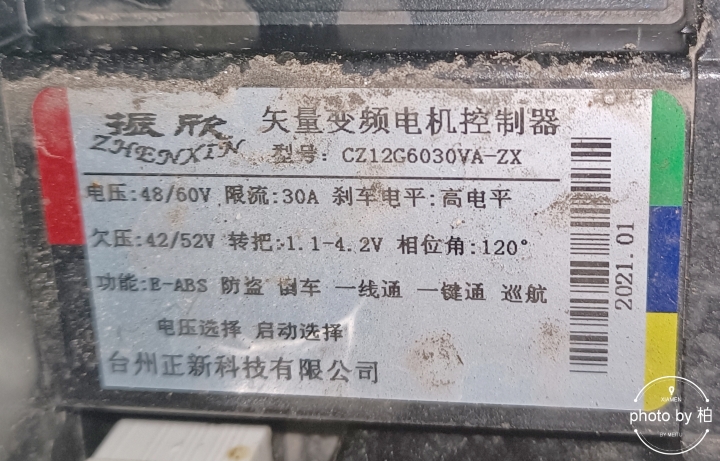 振欣 矢量变频电机控制器
ZHENXIN 型号: CZ12G6030VA-ZX
电压:48/60V 限流:30A 刹车电平:高电平
欠压:42/52V 转把:1.1-4.2V 相位角:120°
功能:E-ABS 防盗 倒车 一线通 一键通 巡航
电压选择 启动选择
台州正新科技有限公司
2021.01
XIAMEN
photo by 柏
BY MEITU